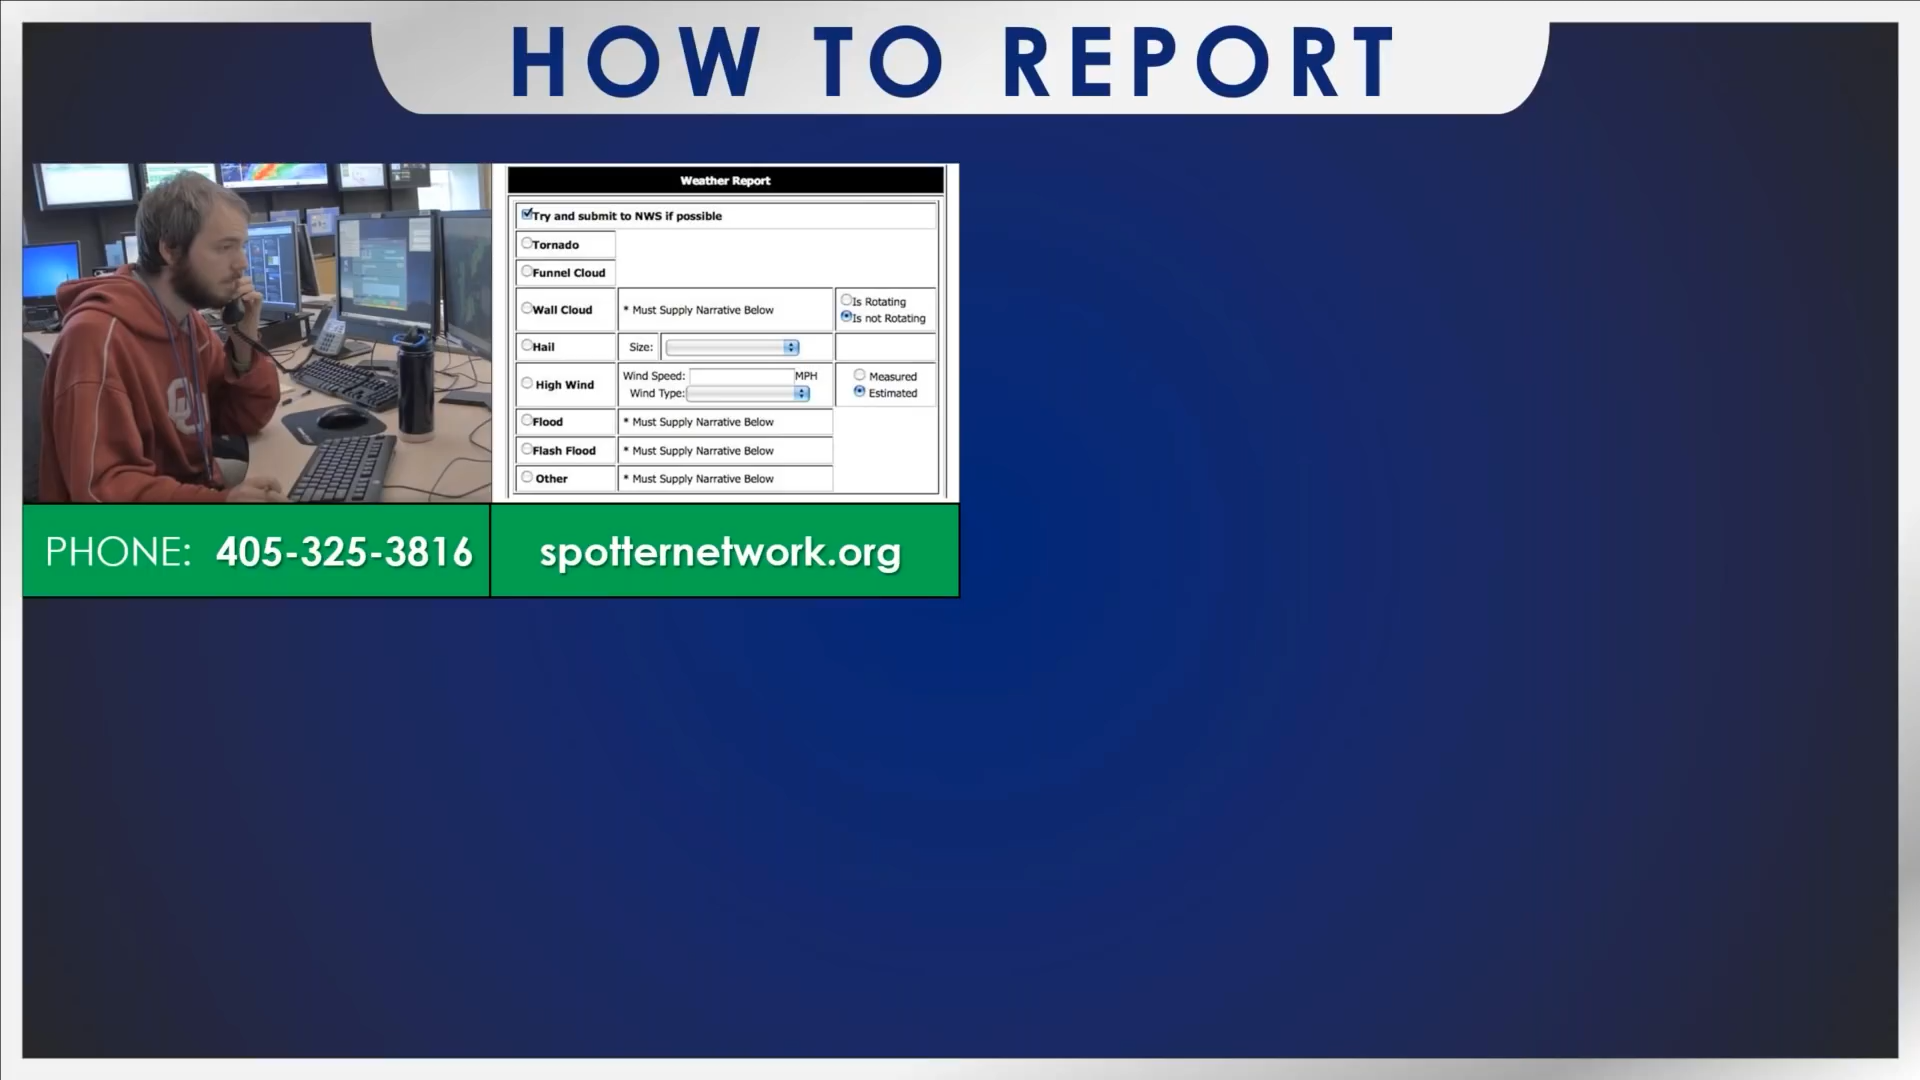 HOW TO REPORT
Weather Report
Try and submit to NWS if possible
Tornado
Funnel Cloud
Wall Cloud * Must Supply Narrative Below Is Rotating
Is not Rotating
Hail Size:
High Wind Wind Speed: MPH Measured
Wind Type: Estimated
Flood * Must Supply Narrative Below
Flash Flood * Must Supply Narrative Below
Other * Must Supply Narrative Below
PHONE: 405-325-3816
spotternetwork.org